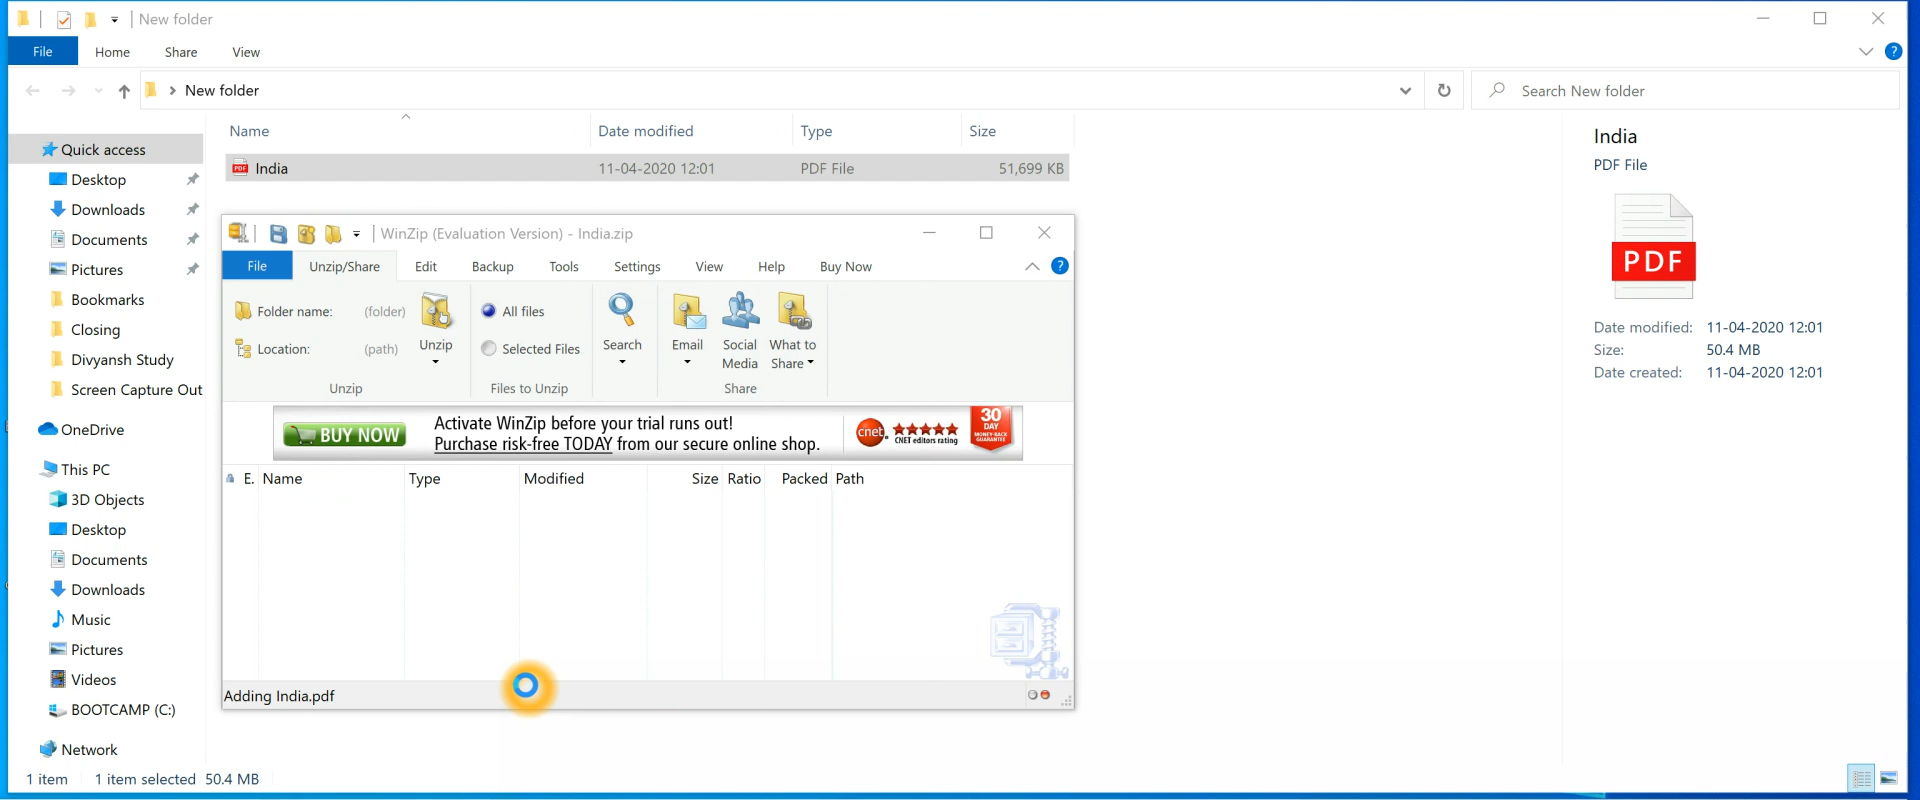 New folder
File Home Share View
New folder
Search New folder
Name Date modified Type Size
India 11-04-2020 12:01 PDF File 51,699 KB
Quick access
Desktop
Downloads
Documents
Pictures
Bookmarks
Closing
Divyansh Study
Screen Capture Out
OneDrive
This PC
3D Objects
Desktop
Documents
Downloads
Music
Pictures
Videos
BOOTCAMP (C:)
Network
1 item 1 item selected 50.4 MB
WinZip (Evaluation Version) - India.zip
File Unzip/Share Edit Backup Tools Settings View Help Buy Now
Folder name: (folder)
Location: (path)
Unzip
Unzip
All files
Selected Files
Files to Unzip
Search
Email
Social
Media
What to
Share
Share
BUY NOW
Activate WinZip before your trial runs out!
Purchase risk-free TODAY from our secure online shop.
cnet
CNET editors rating
30
DAY
MONEY-BACK
GUARANTEE
E. Name Type Modified Size Ratio Packed Path
Adding India.pdf
India
PDF File
PDF
Date modified: 11-04-2020 12:01
Size: 50.4 MB
Date created: 11-04-2020 12:01